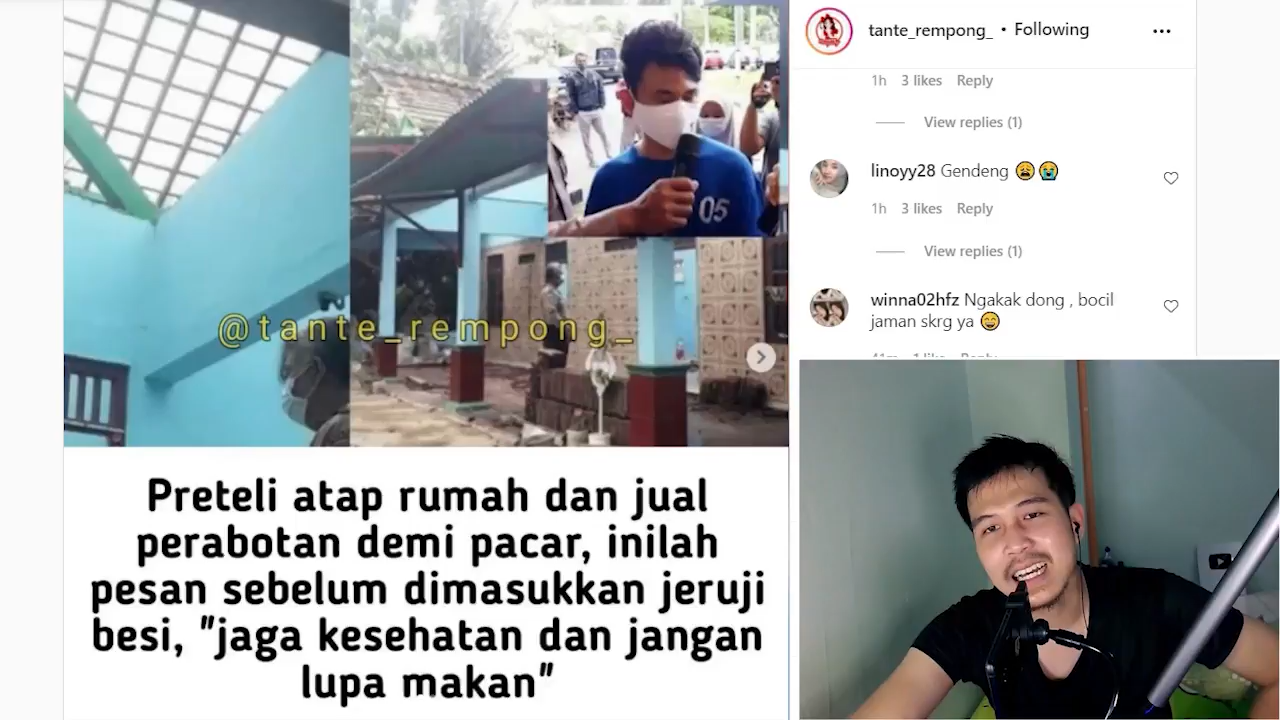 05
@tante_rempong_
Preteli atap rumah dan jual
perabotan demi pacar, inilah
pesan sebelum dimasukkan jeruji
besi, "jaga kesehatan dan jangan
lupa makan"
tante_rempong_ • Following
1h 3 likes Reply
View replies (1)
linoyy28 Gendeng 😩😭
1h 3 likes Reply
View replies (1)
winna02hfz Ngakak dong , bocil
jaman skrg ya 😄